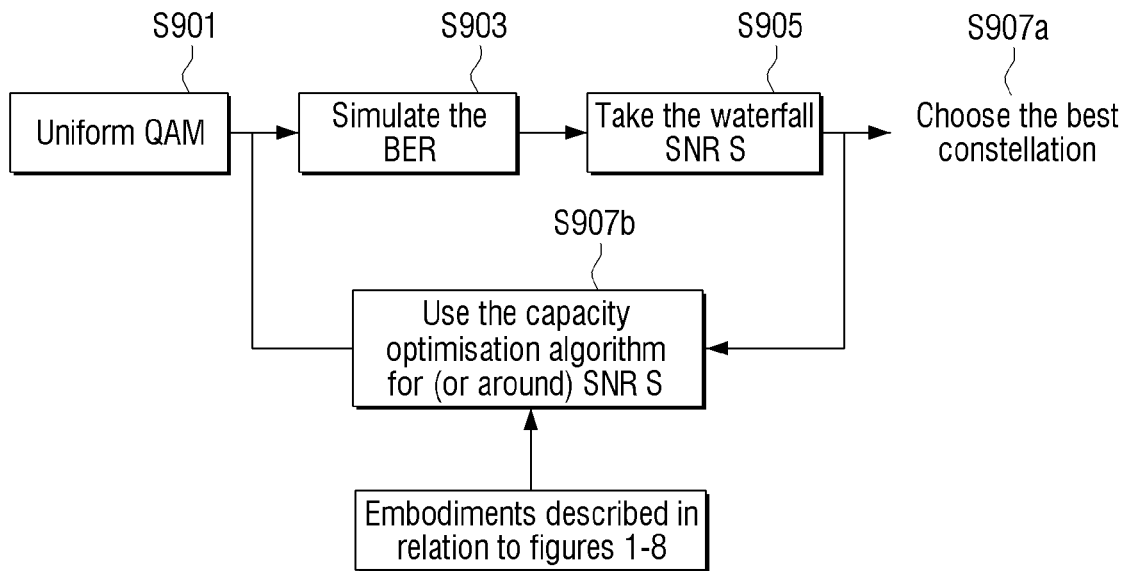 S901
S903
S905
S907a
Uniform QAM
Simulate the
BER
Take the waterfall
SNR S
Choose the best
constellation
S907b
Use the capacity
optimisation algorithm
for (or around) SNR S
Embodiments described in
relation to figures 1-8